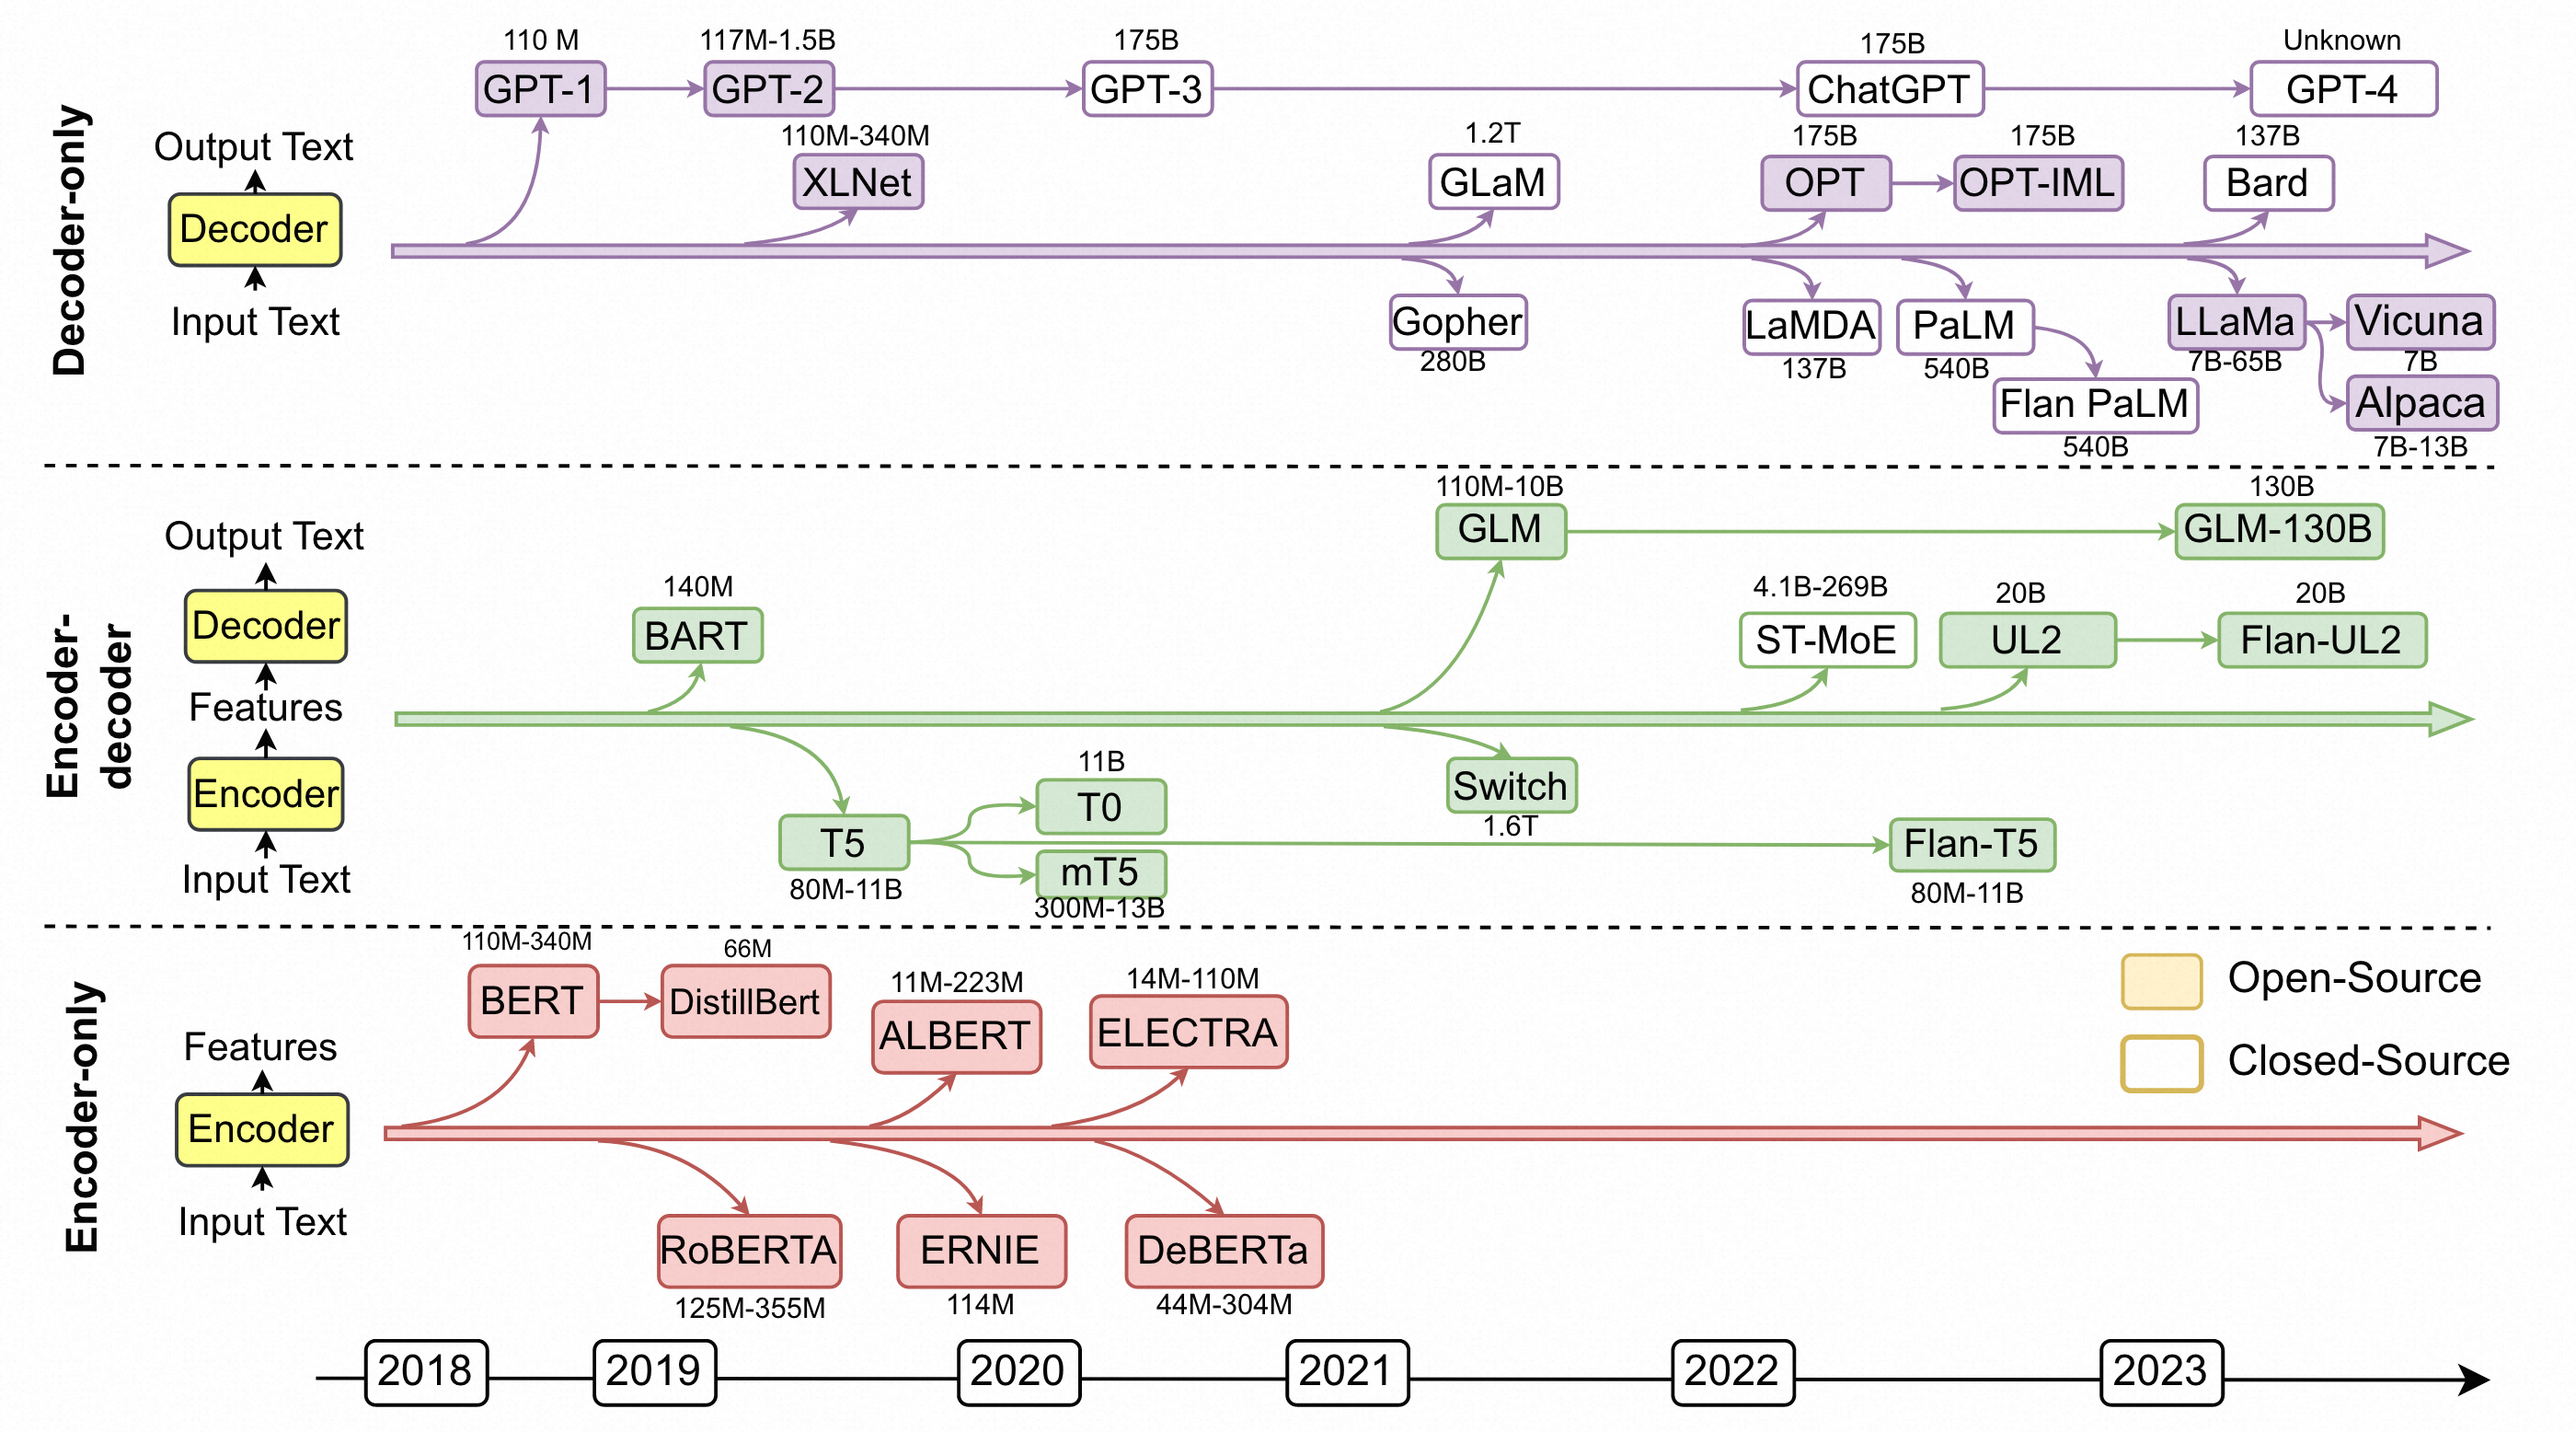 Decoder-only
Output Text
Decoder
Input Text
110 M
GPT-1
117M-1.5B
GPT-2
175B
GPT-3
175B
ChatGPT
Unknown
GPT-4
110M-340M
XLNet
1.2T
GLaM
175B
OPT
175B
OPT-IML
137B
Bard
Gopher
280B
LaMDA
137B
PaLM
540B
Flan PaLM
540B
LLaMa
7B-65B
Vicuna
7B
Alpaca
7B-13B
Encoder-
decoder
Output Text
Decoder
Features
Encoder
Input Text
110M-10B
GLM
130B
GLM-130B
140M
BART
4.1B-269B
ST-MoE
20B
UL2
20B
Flan-UL2
T5
80M-11B
11B
T0
mT5
300M-13B
Switch
1.6T
Flan-T5
80M-11B
Encoder-only
Features
Encoder
Input Text
110M-340M
BERT
66M
DistillBert
11M-223M
ALBERT
14M-110M
ELECTRA
Open-Source
Closed-Source
RoBERTA
125M-355M
ERNIE
114M
DeBERTa
44M-304M
2018
2019
2020
2021
2022
2023